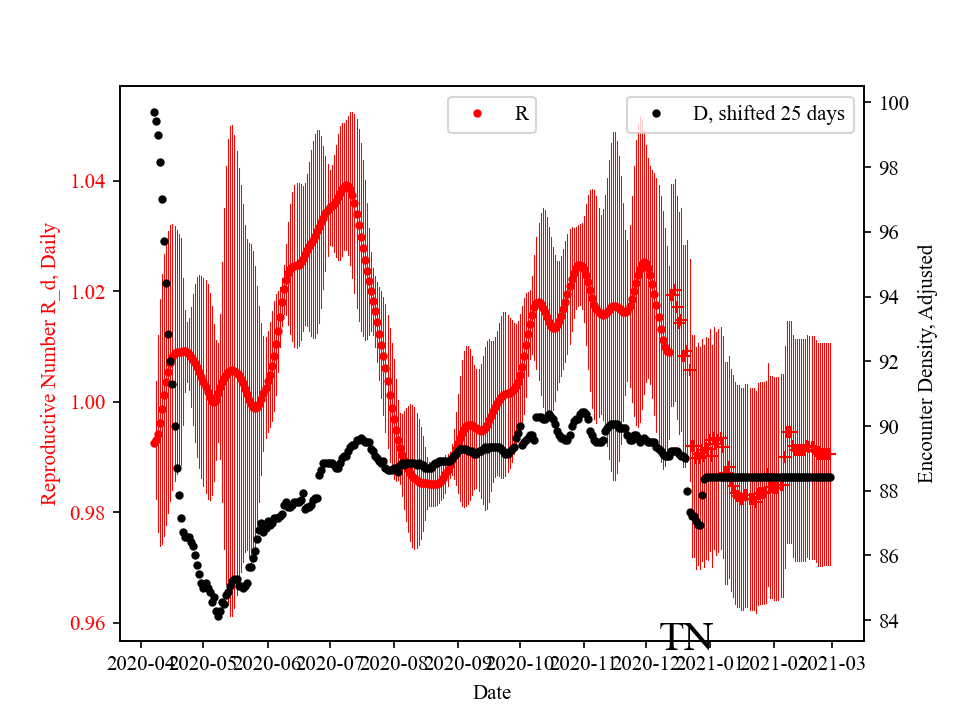 R
D, shifted 25 days
1.04
1.02
1.00
0.98
0.96
Reproductive Number R_d, Daily
100
98
96
94
92
90
88
86
84
Encounter Density, Adjusted
TN
2020-04 2020-05 2020-06 2020-07 2020-08 2020-09 2020-10 2020-11 2020-12 2021-01 2021-02 2021-03
Date